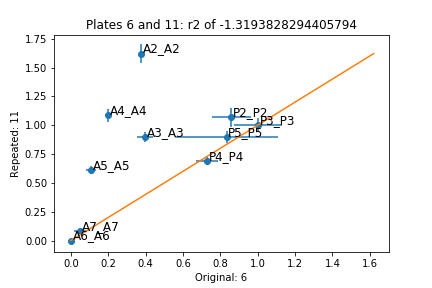 Plates 6 and 11: r2 of -1.3193828294405794
1.75
A2_A2
1.50
1.25
A4_A4
P2_P2
1.00
P3_P3
A3_A3
P5_P5
0.75
P4_P4
A5_A5
0.50
0.25
A7_A7
0.00
A6_A6
Repeated: 11
0.0 0.2 0.4 0.6 0.8 1.0 1.2 1.4 1.6
Original: 6